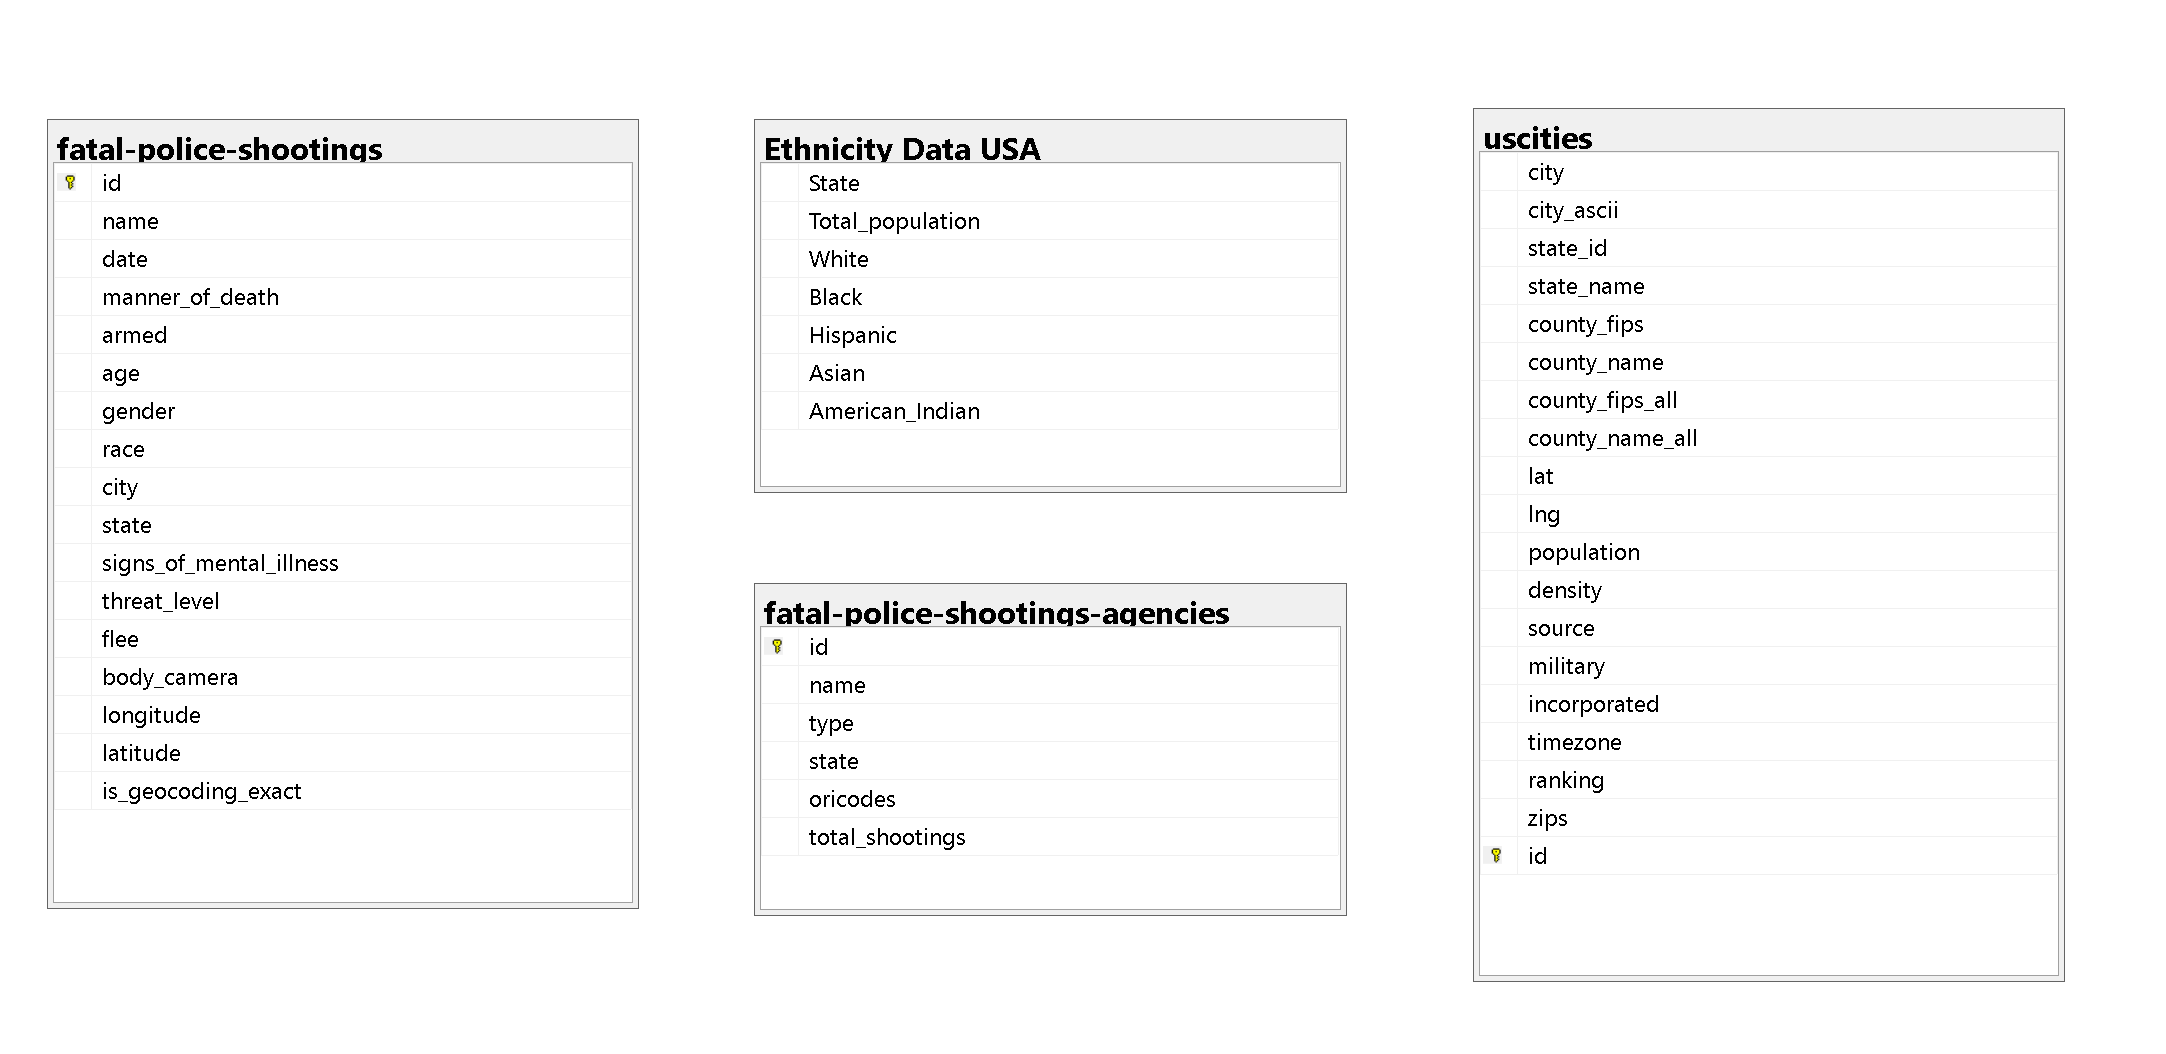 fatal-police-shootings
id
name
date
manner_of_death
armed
age
gender
race
city
state
signs_of_mental_illness
threat_level
flee
body_camera
longitude
latitude
is_geocoding_exact
Ethnicity Data USA
State
Total_population
White
Black
Hispanic
Asian
American_Indian
fatal-police-shootings-agencies
id
name
type
state
oricodes
total_shootings
uscities
city
city_ascii
state_id
state_name
county_fips
county_name
county_fips_all
county_name_all
lat
lng
population
density
source
military
incorporated
timezone
ranking
zips
id